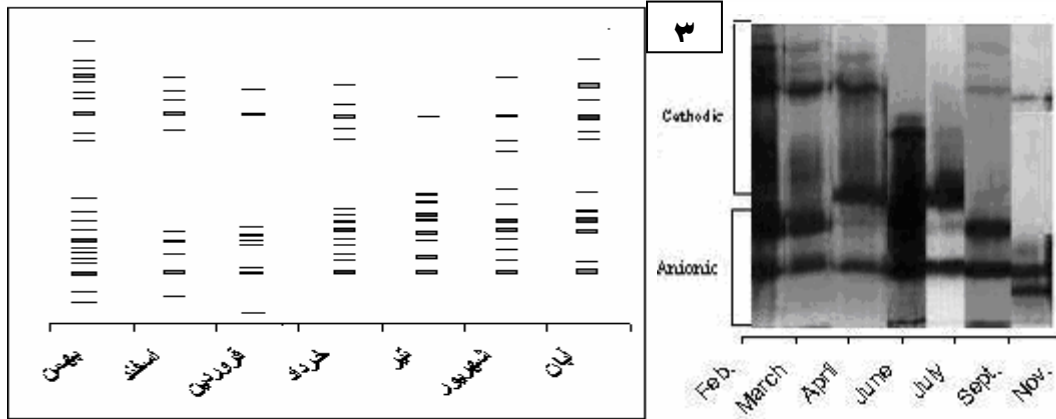 بهمن
اسفند
فروردین
خرداد
تیر
شهریور
آبان
۳
Cathodic
Anionic
Feb.
March
April
June
July
Sept.
Nov.